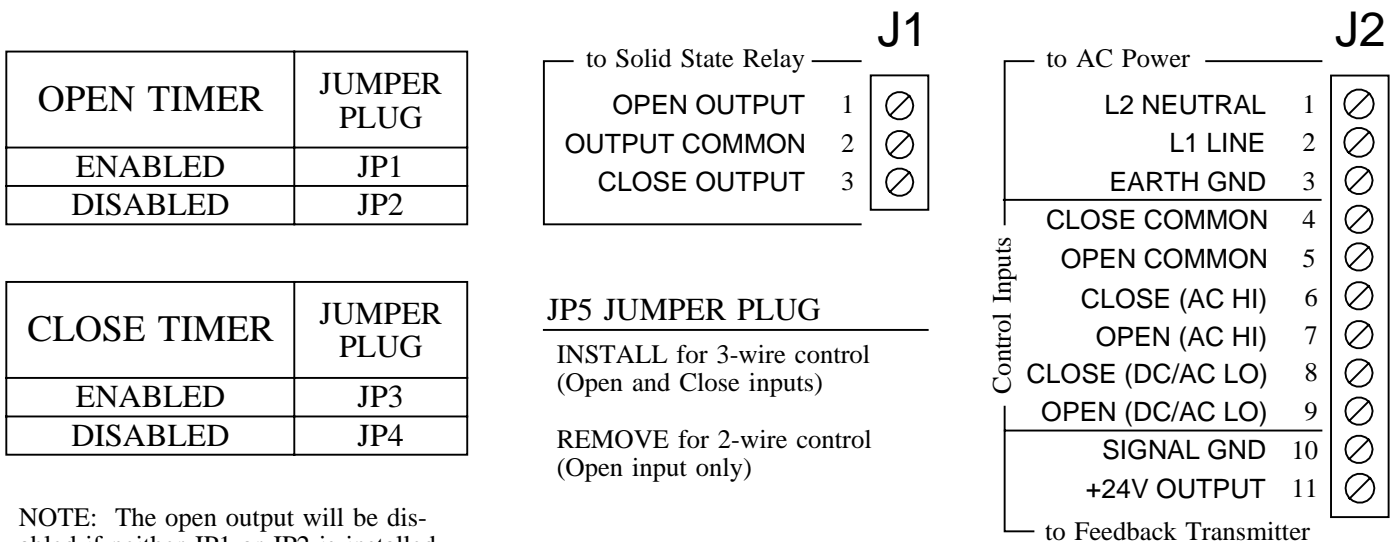 OPEN TIMER
JUMPER
PLUG
ENABLED JP1
DISABLED JP2
CLOSE TIMER
JUMPER
PLUG
ENABLED JP3
DISABLED JP4
NOTE: The open output will be dis-
abled if neither JP1 or JP2 is installed
J1
to Solid State Relay
OPEN OUTPUT 1
OUTPUT COMMON 2
CLOSE OUTPUT 3
JP5 JUMPER PLUG
INSTALL for 3-wire control
(Open and Close inputs)
REMOVE for 2-wire control
(Open input only)
J2
to AC Power
L2 NEUTRAL 1
L1 LINE 2
EARTH GND 3
Control Inputs
CLOSE COMMON 4
OPEN COMMON 5
CLOSE (AC HI) 6
OPEN (AC HI) 7
CLOSE (DC/AC LO) 8
OPEN (DC/AC LO) 9
SIGNAL GND 10
+24V OUTPUT 11
to Feedback Transmitter